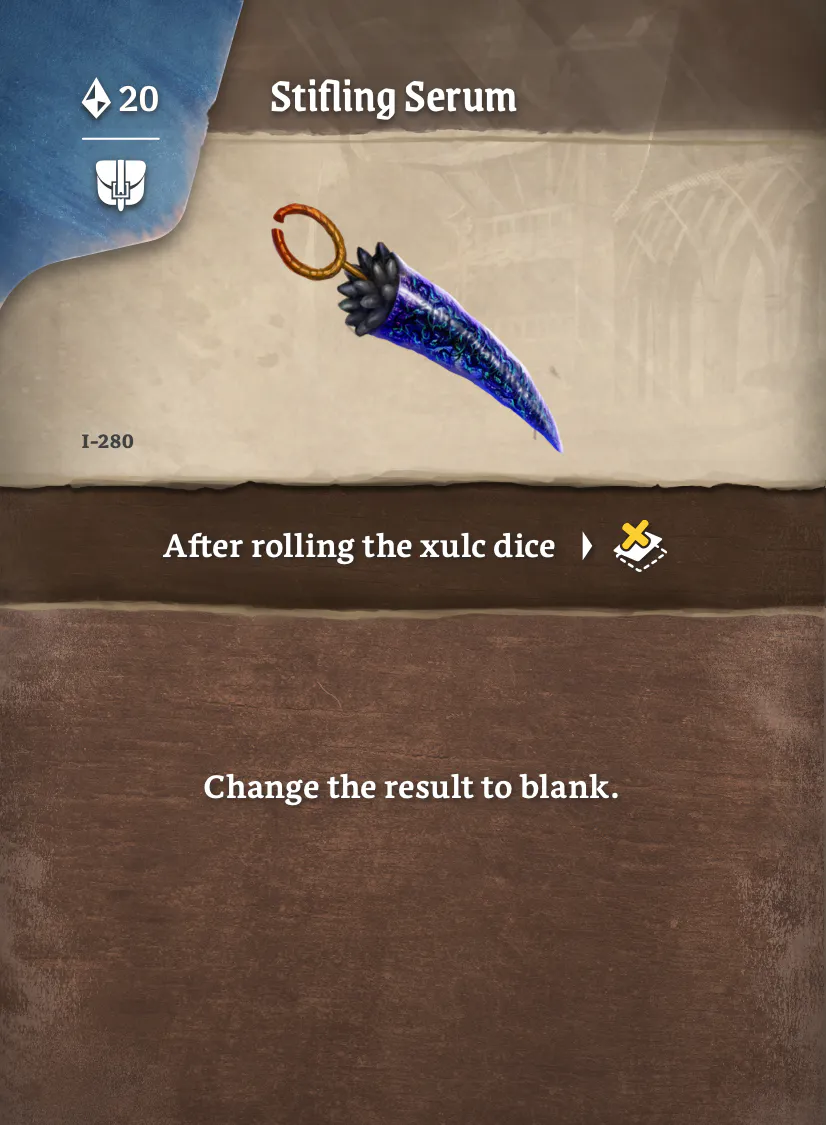 20
Stifling Serum
I-280
After rolling the xulc dice
Change the result to blank.